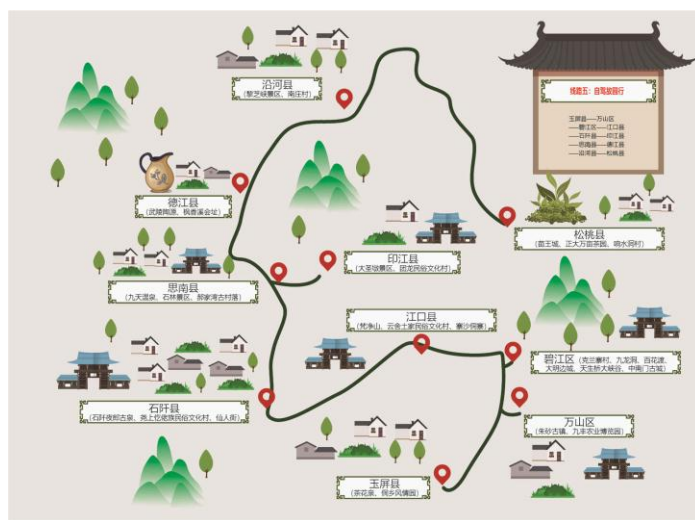 沿河县
(黎芝峡景区、南庄村)
线路五：自驾故园行
玉屏县——万山区
——碧江区——江口县
——石阡县——印江县
——思南县——德江县
——沿河县——松桃县
德江县
(武陵陶源、枫香溪会址)
松桃县
(苗王城、正大万亩茶园、响水洞村)
印江县
(大圣墩景区、团龙民俗文化村)
思南县
(九天温泉、石林景区、郝家湾古村落)
江口县
(梵净山、云舍土家民俗文化村、寨沙侗寨)
碧江区(克兰寨村、九龙洞、百花渡、
大明边城、天生桥大峡谷、中南门古城)
石阡县
(石阡夜郎古泉、尧上仡佬族民俗文化村、仙人街)
万山区
(朱砂古镇、九丰农业博览园)
玉屏县
(茶花泉、侗乡风情园)